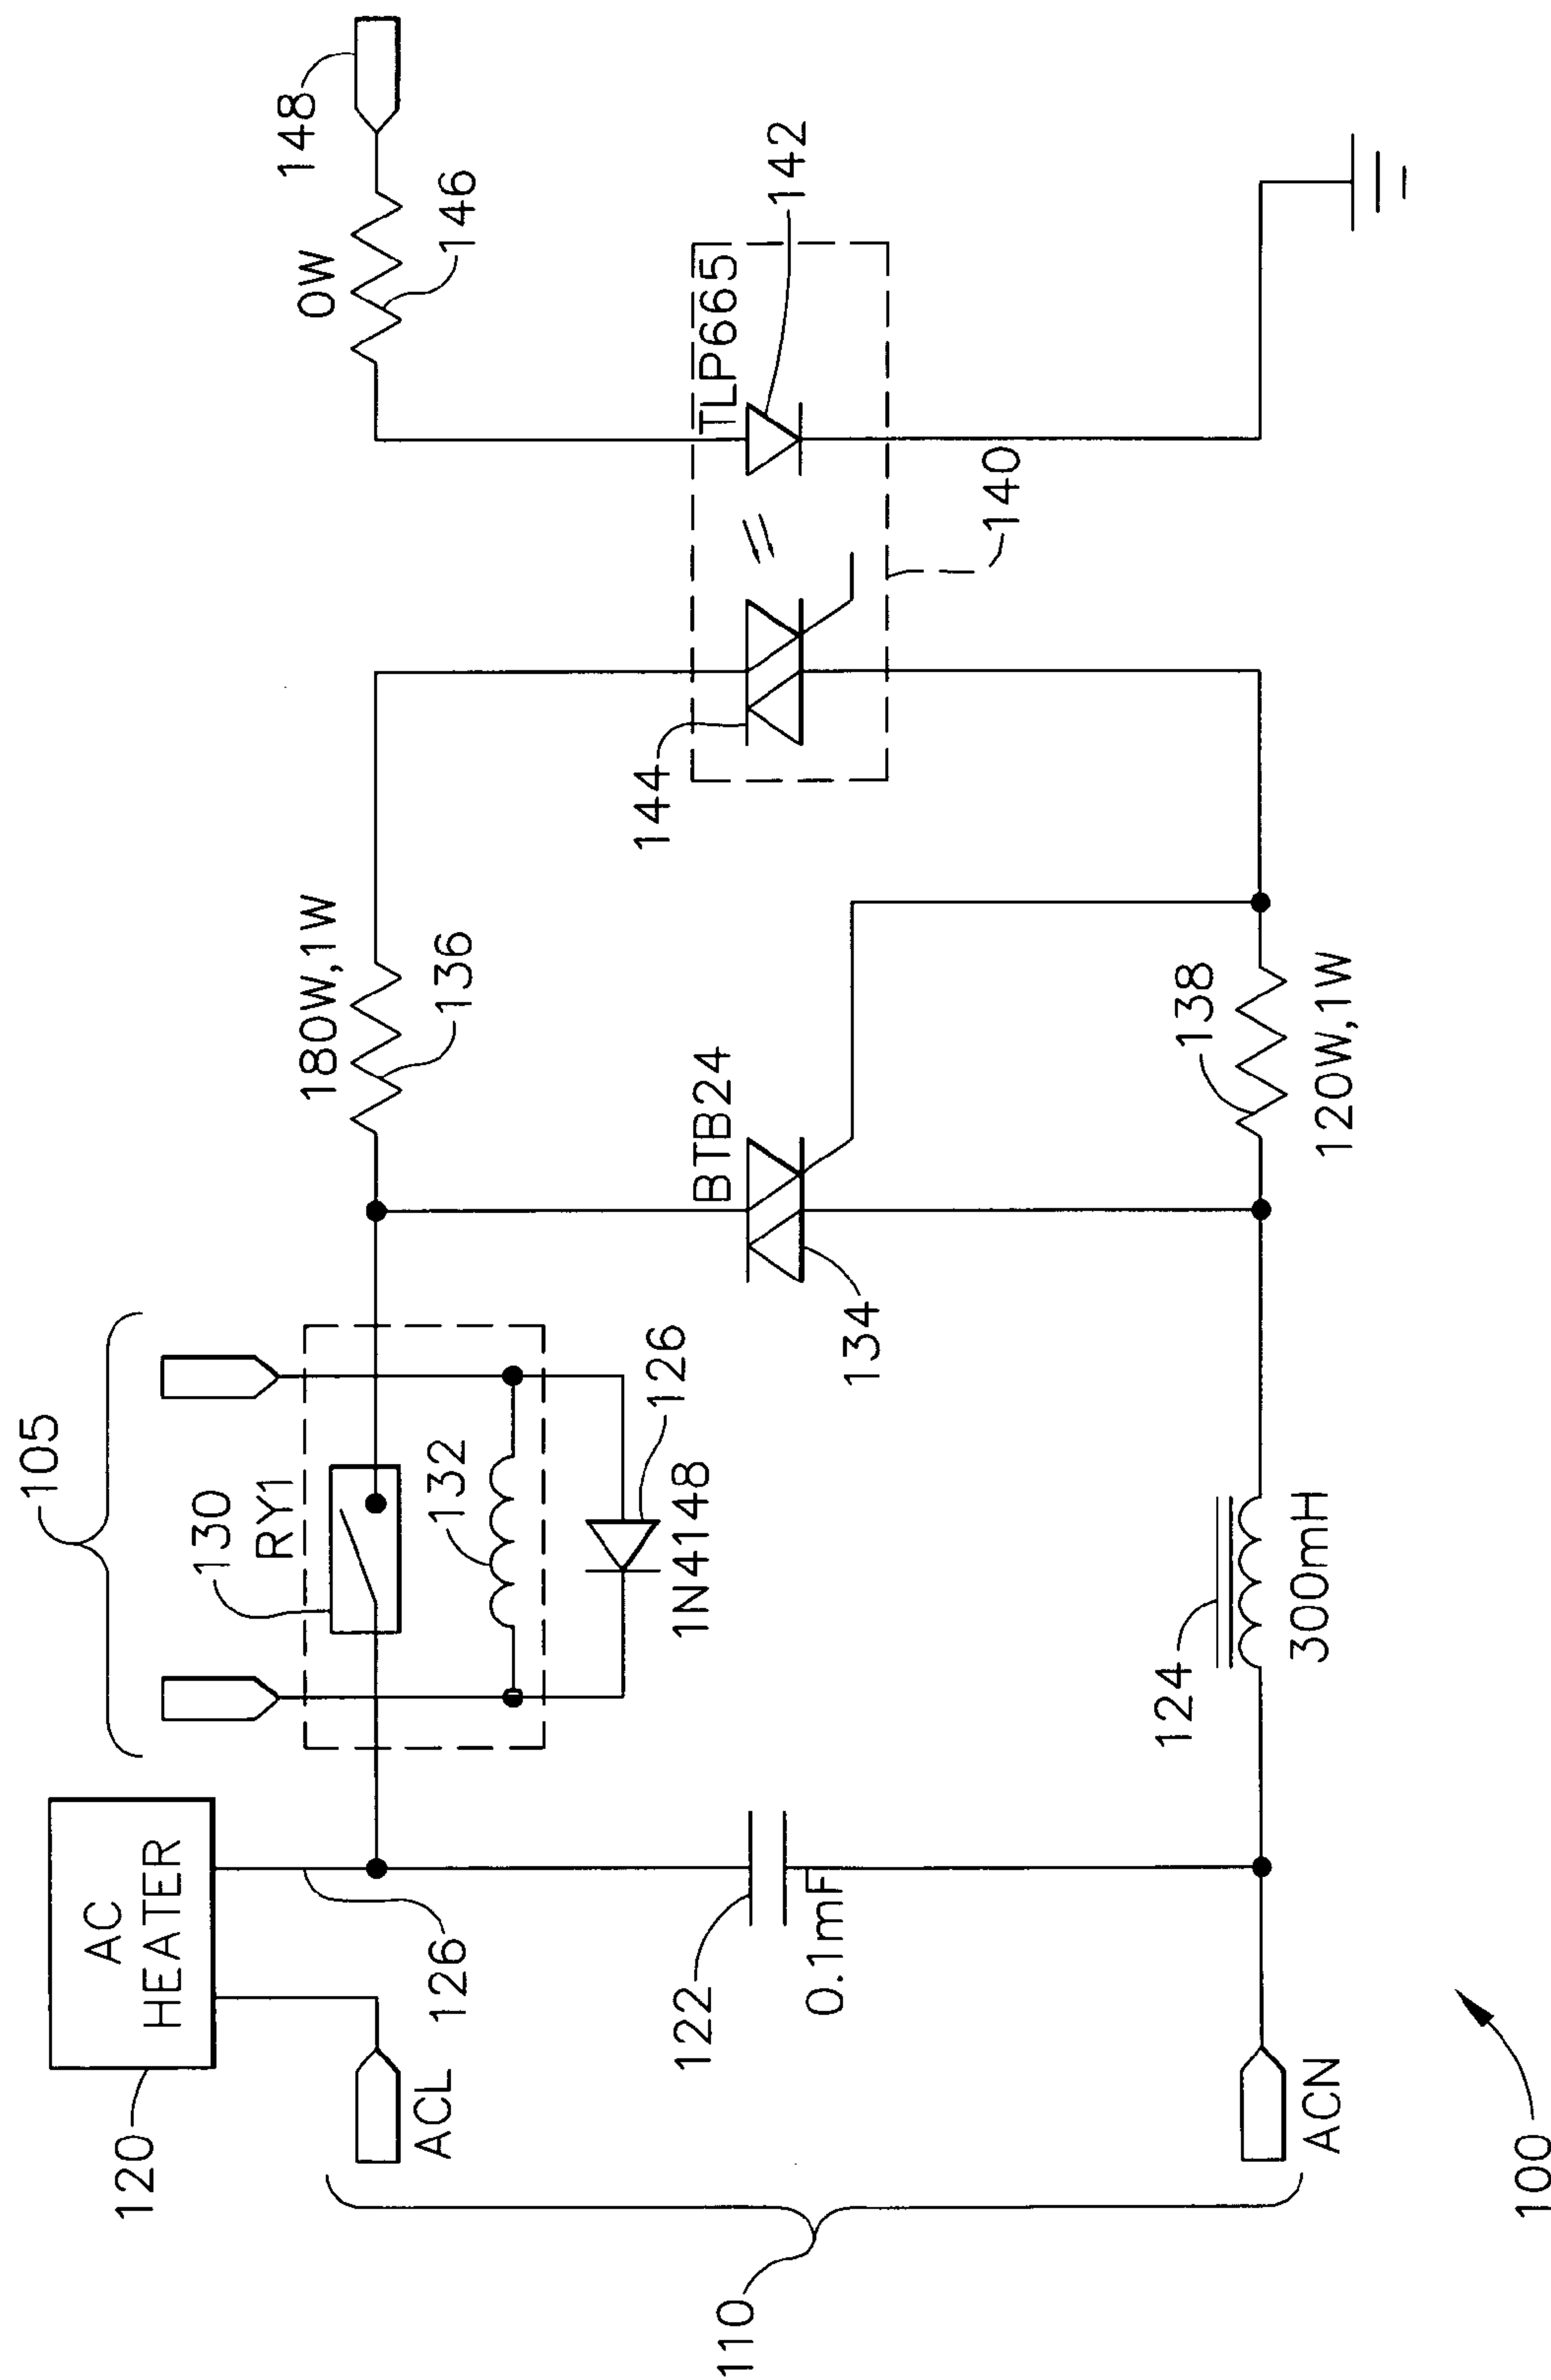 105
148
0W
146
142
TLP665
140
144
180W,1W
136
BTB24
138
120W,1W
134
130
RY1
132
126
1N4148
124
300mH
AC
HEATER
120
126
122
0.1mF
ACL
ACN
110
100